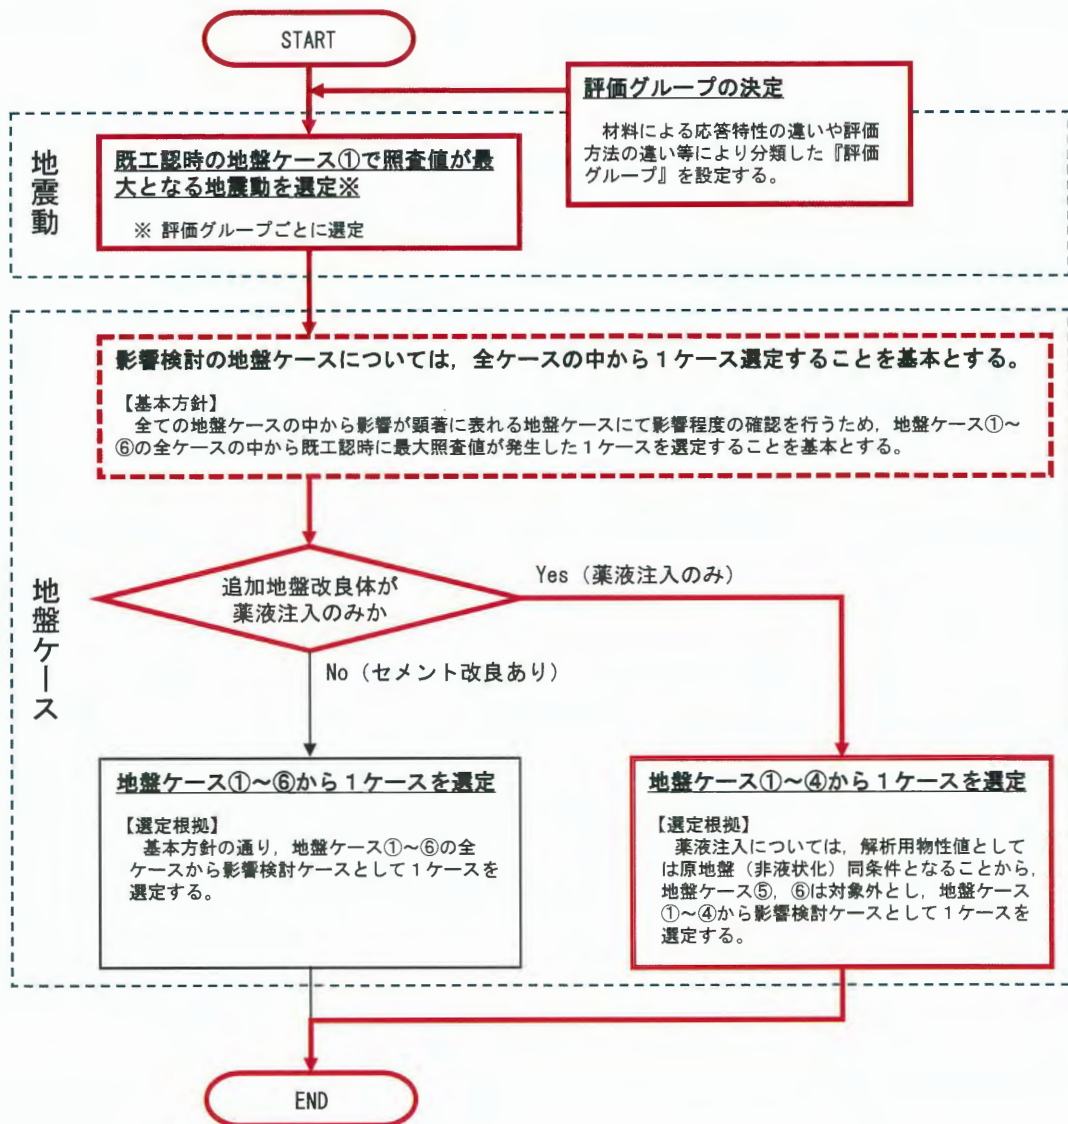 START
評価グループの決定
材料による応答特性の違いや評価
方法の違い等により分類した『評価
グループ』を設定する。
地震動
既工認時の地盤ケース①で照査値が最
大となる地震動を選定※
※ 評価グループごとに選定
影響検討の地盤ケースについては，全ケースの中から１ケース選定することを基本とする。
【基本方針】
全ての地盤ケースの中から影響が顕著に表れる地盤ケースにて影響程度の確認を行うため，地盤ケース①～
⑥の全ケースの中から既工認時に最大照査値が発生した１ケースを選定することを基本とする。
地盤ケース
追加地盤改良体が
薬液注入のみか
Yes（薬液注入のみ）
No（セメント改良あり）
地盤ケース①～⑥から１ケースを選定
【選定根拠】
基本方針の通り，地盤ケース①～⑥の全
ケースから影響検討ケースとして１ケースを
選定する。
地盤ケース①～④から１ケースを選定
【選定根拠】
薬液注入については，解析用物性値として
は原地盤（非液状化）同条件となることから，
地盤ケース⑤，⑥は対象外とし，地盤ケース
①～④から影響検討ケースとして１ケースを
選定する。
END